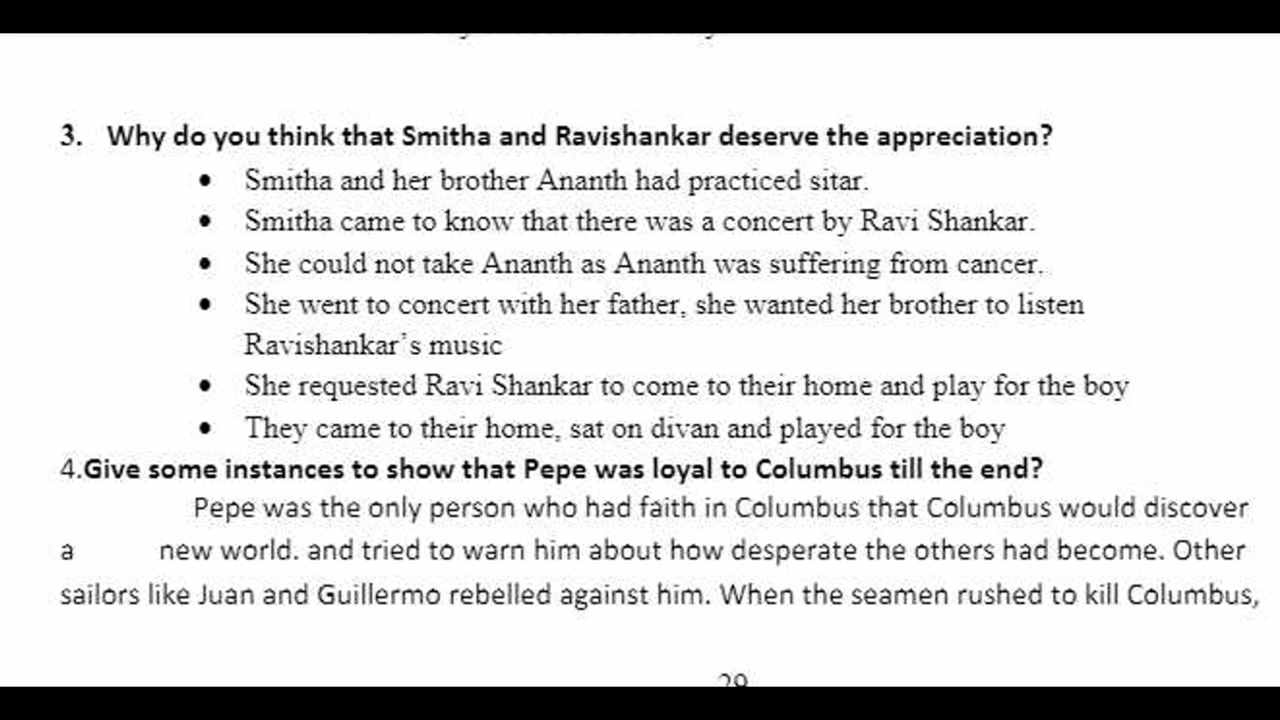 3. Why do you think that Smitha and Ravishankar deserve the appreciation?
• Smitha and her brother Ananth had practiced sitar.
• Smitha came to know that there was a concert by Ravi Shankar.
• She could not take Ananth as Ananth was suffering from cancer.
• She went to concert with her father, she wanted her brother to listen
Ravishankar's music
• She requested Ravi Shankar to come to their home and play for the boy
• They came to their home, sat on divan and played for the boy
4.Give some instances to show that Pepe was loyal to Columbus till the end?
Pepe was the only person who had faith in Columbus that Columbus would discover
a new world. and tried to warn him about how desperate the others had become. Other
sailors like Juan and Guillermo rebelled against him. When the seamen rushed to kill Columbus,
29